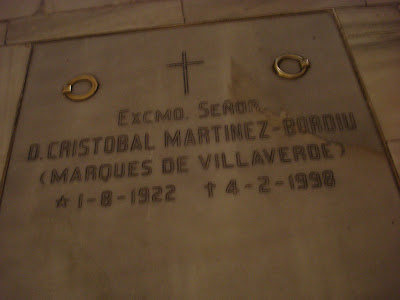 Excmo. Señor
D. CRISTOBAL MARTINEZ-BORDIU
(MARQUES DE VILLAVERDE)
☆ 1-8-1922 ✝ 4-2-1998